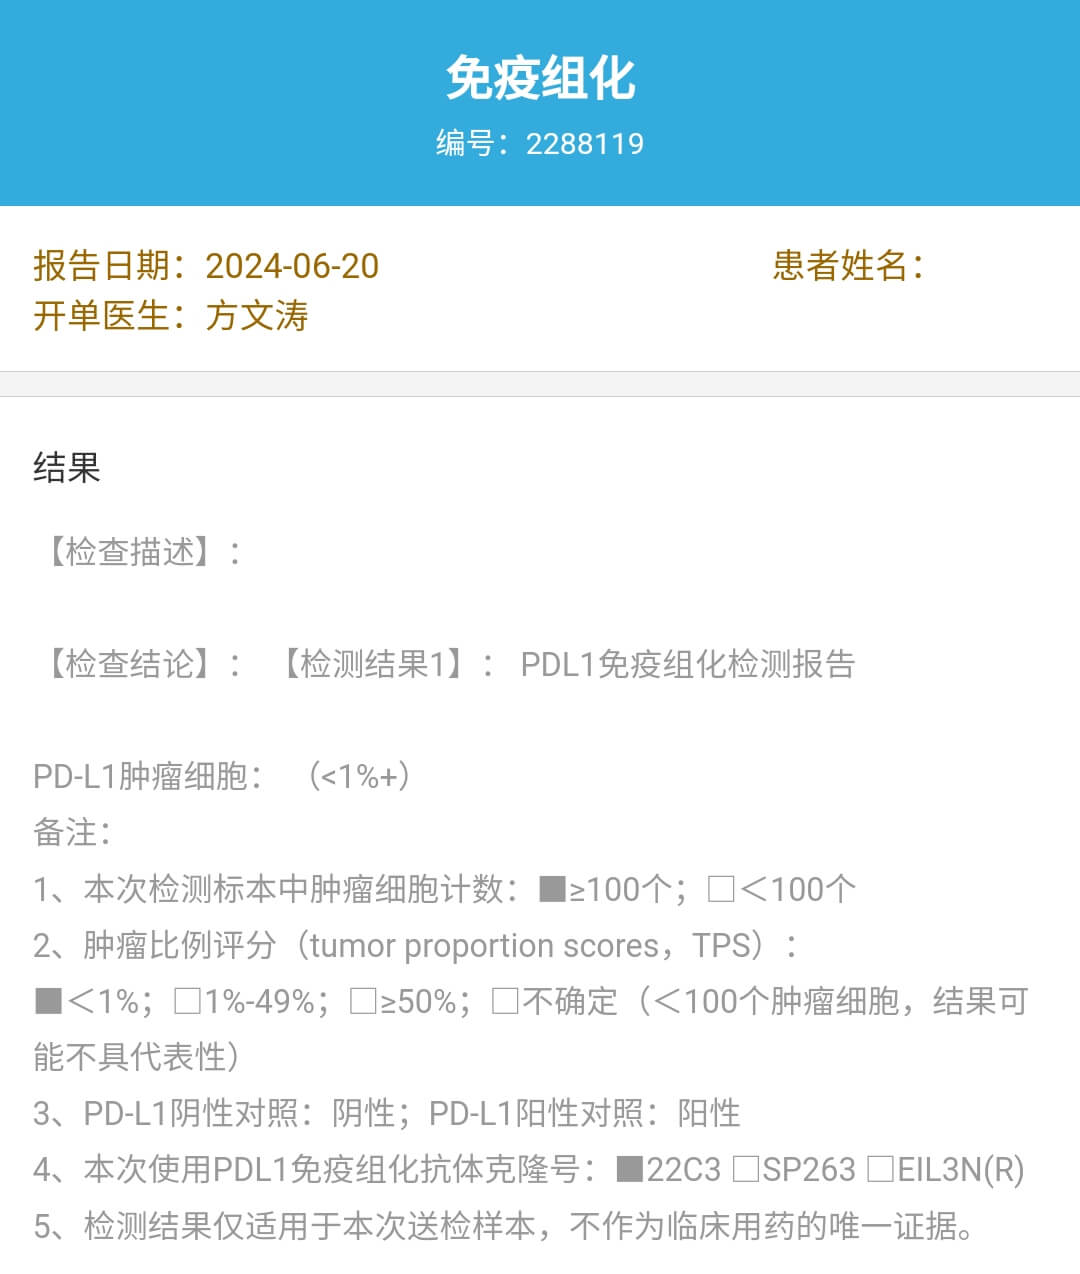 免疫组化
编号：2288119
报告日期：2024-06-20
患者姓名：
开单医生：方文涛
结果
【检查描述】：
【检查结论】： 【检测结果1】： PDL1免疫组化检测报告
PD-L1肿瘤细胞： （<1%+）
备注：
1、本次检测标本中肿瘤细胞计数：■≥100个；□＜100个
2、肿瘤比例评分（tumor proportion scores，TPS）：
■＜1%；□1%-49%；□≥50%；□不确定（＜100个肿瘤细胞，结果可
能不具代表性）
3、PD-L1阴性对照：阴性；PD-L1阳性对照：阳性
4、本次使用PDL1免疫组化抗体克隆号：■22C3 □SP263 □EIL3N(R)
5、检测结果仅适用于本次送检样本，不作为临床用药的唯一证据。